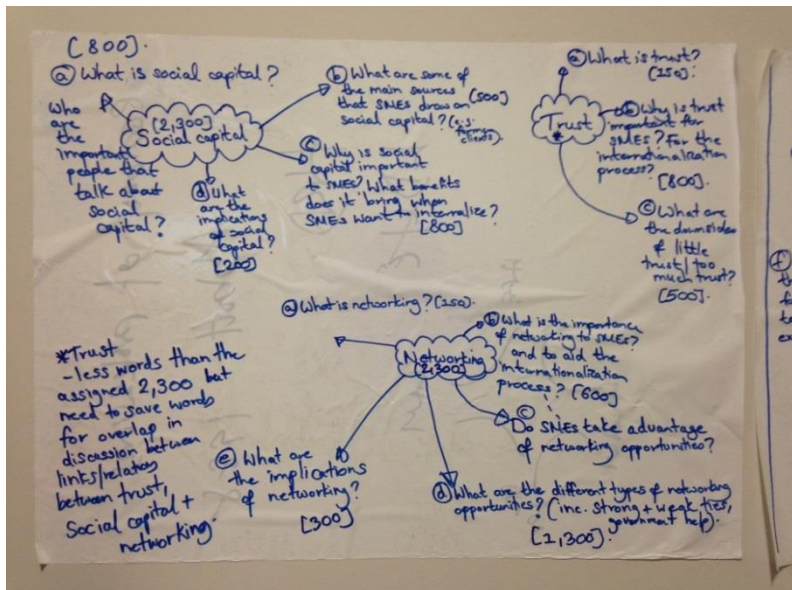 [800].
ⓐ What is social capital?
Who
are
the
important
people that
talk about
social
capital?
[2,300]
Social capital
ⓑ What are some of
the main sources [500]
that SMEs draw on
social capital? (e.g.
former
clients).
ⓒ Why is social
capital important
to SMEs? What benefits
does it bring when
SMEs want to internalize?
[800]
ⓓ What
are the
implications
of social
capital?
[200]
Trust
*
ⓐ What is trust?
[150].
ⓑ Why is trust
important for
SMEs? For the
internationalization
process?
[800].
ⓒ What are
the downsides
of little
trust/too
much trust?
[500].
Networking
[2,300]
ⓐ What is networking? [150].
ⓑ What is the importance
of networking to SMEs?
and to aid the
internationalization
process? [600]
ⓒ
Do SMEs take advantage
of networking opportunities?
ⓓ What are the different types of networking
opportunities? (inc. strong + weak ties,
government help).
[1,300].
ⓔ What are
the implications
of networking?
[300]
*Trust
- less words than the
assigned 2,300 but
need to save words
for overlap in
discussion between
links/relations
between trust,
Social capital +
networking.
ⓕ